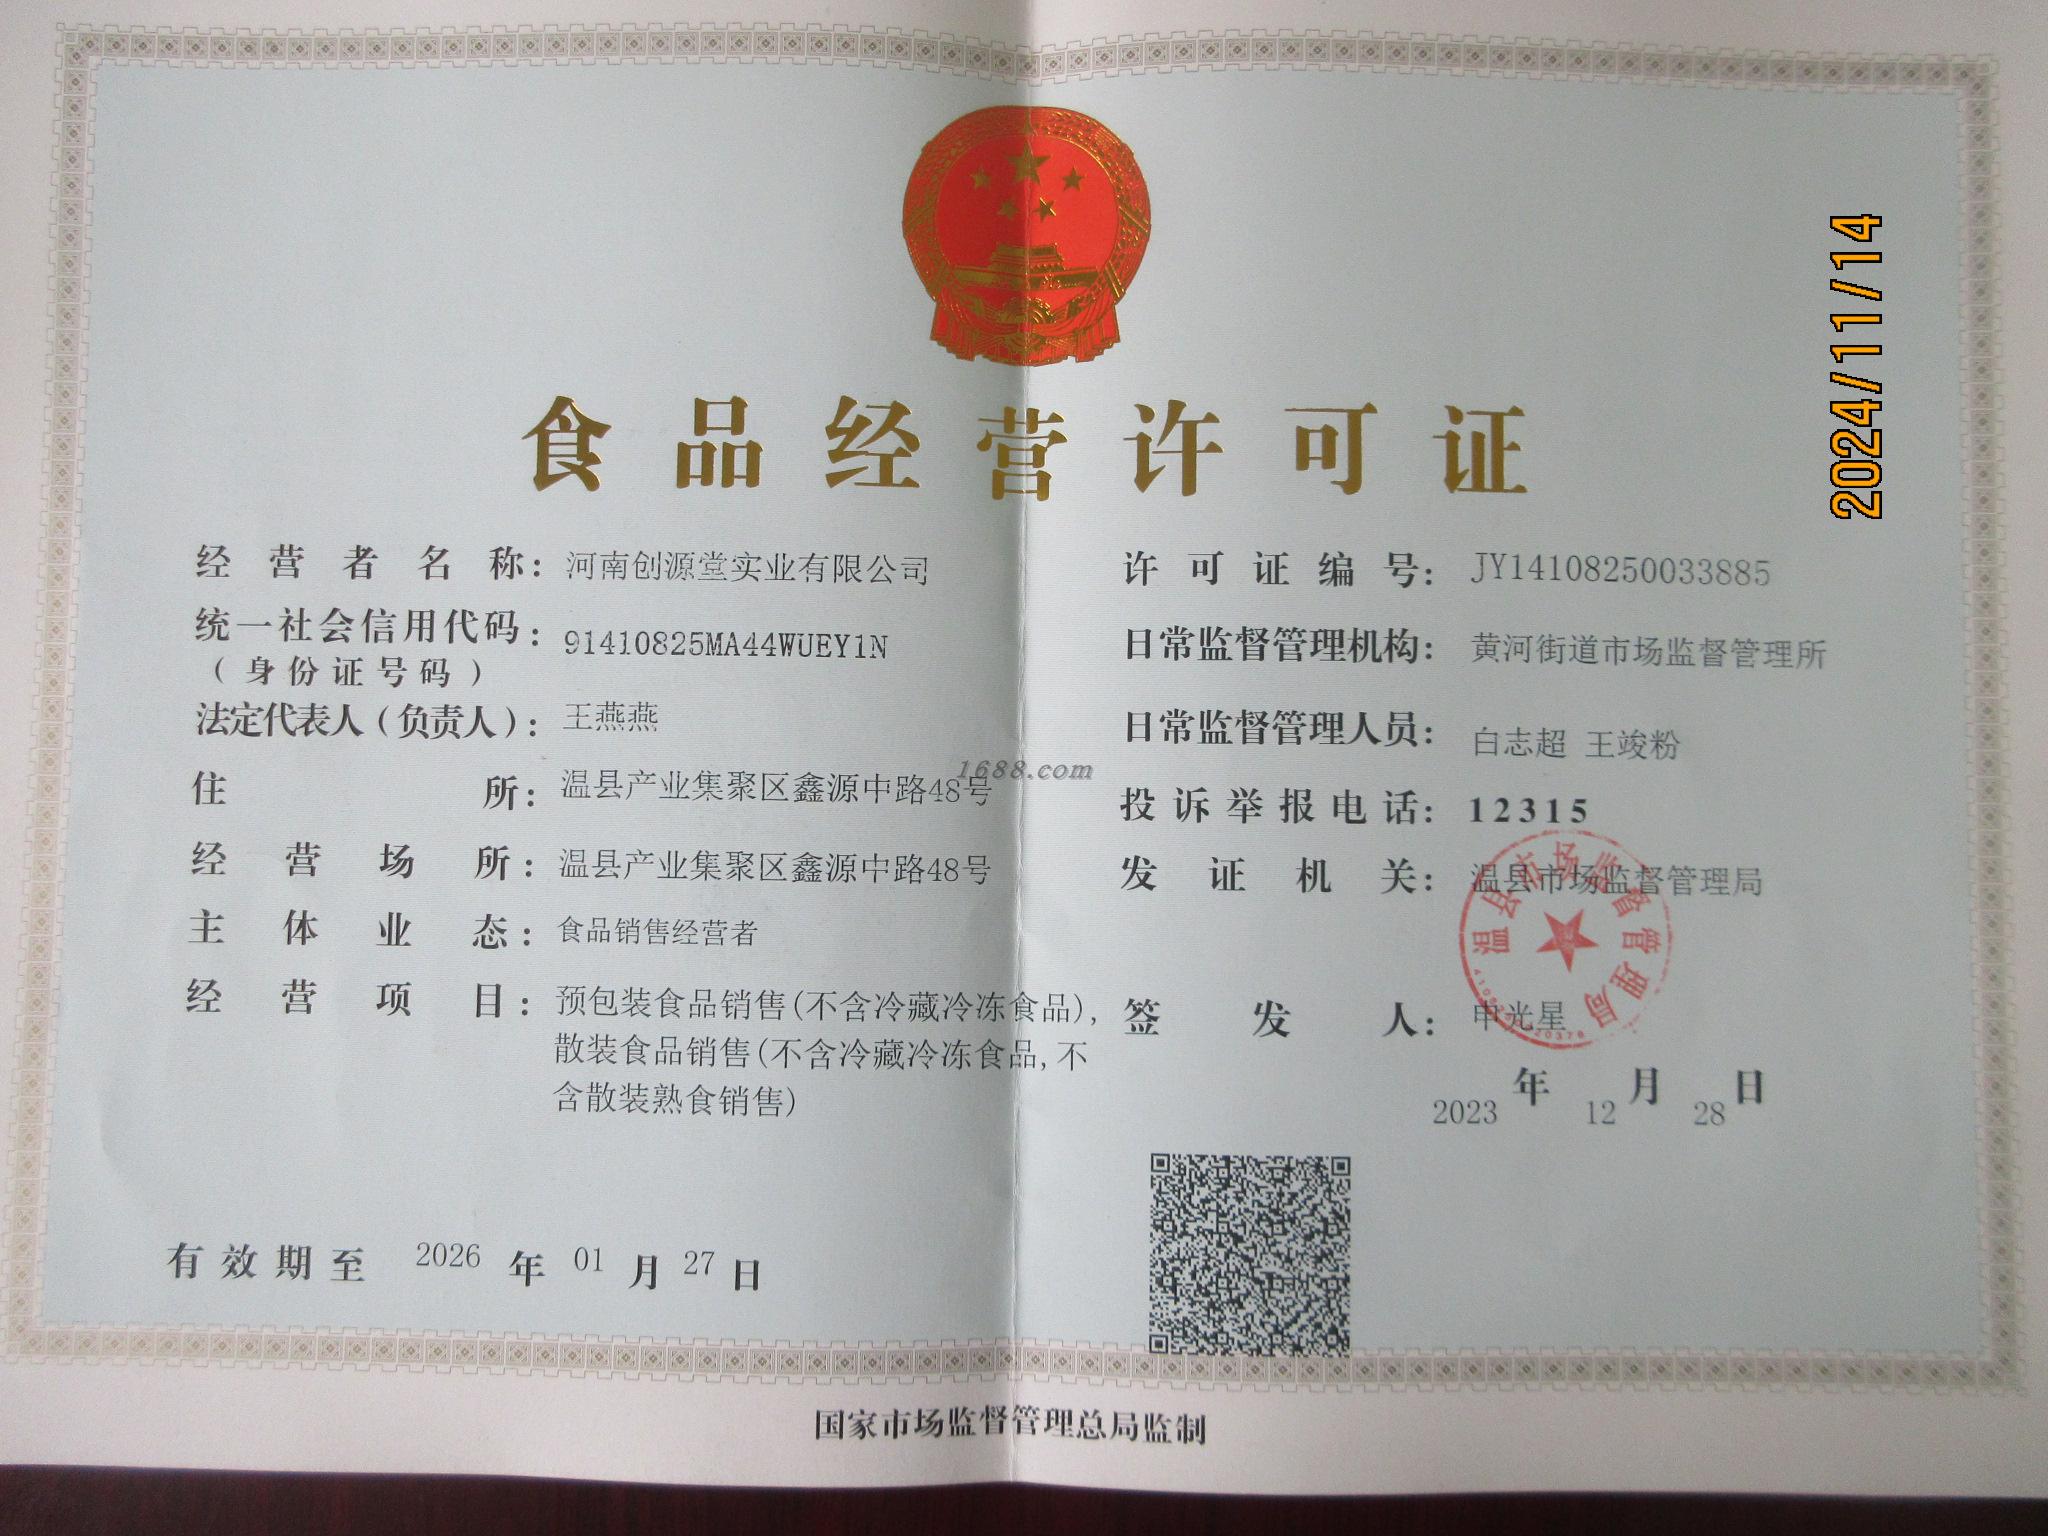 2024/11/14
食品经营许可证
经营者名称：河南创源堂实业有限公司
统一社会信用代码：91410825MA44WUEY1N
（身份证号码）
法定代表人（负责人）：王燕燕
住所：温县产业集聚区鑫源中路48号
经营场所：温县产业集聚区鑫源中路48号
主体业态：食品销售经营者
经营项目：预包装食品销售(不含冷藏冷冻食品),
散装食品销售(不含冷藏冷冻食品,不
含散装熟食销售)
有效期至 2026 年 01 月 27 日
1688.com
许可证编号：JY14108250033885
日常监督管理机构：黄河街道市场监督管理所
日常监督管理人员：白志超 王竣粉
投诉举报电话：12315
发证机关：温县市场监督管理局
温县市场监督管理局
签发人：申光星
2023 年 12 月 28 日
国家市场监督管理总局监制